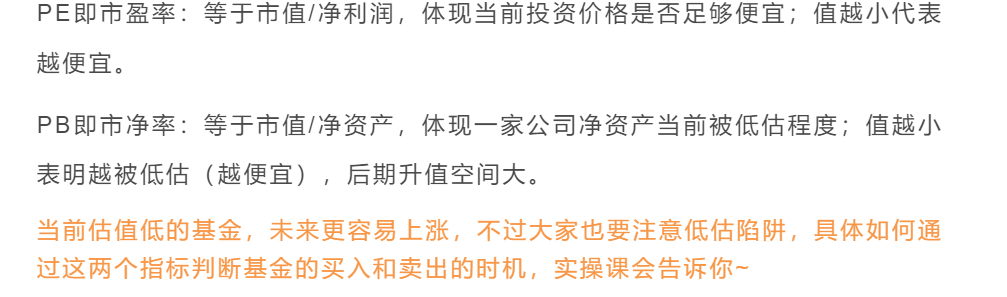 PE即市盈率：等于市值/净利润，体现当前投资价格是否足够便宜；值越小代表
越便宜。
PB即市净率：等于市值/净资产，体现一家公司净资产当前被低估程度；值越小
表明越被低估（越便宜），后期升值空间大。
当前估值低的基金，未来更容易上涨，不过大家也要注意低估陷阱，具体如何通
过这两个指标判断基金的买入和卖出的时机，实操课会告诉你~